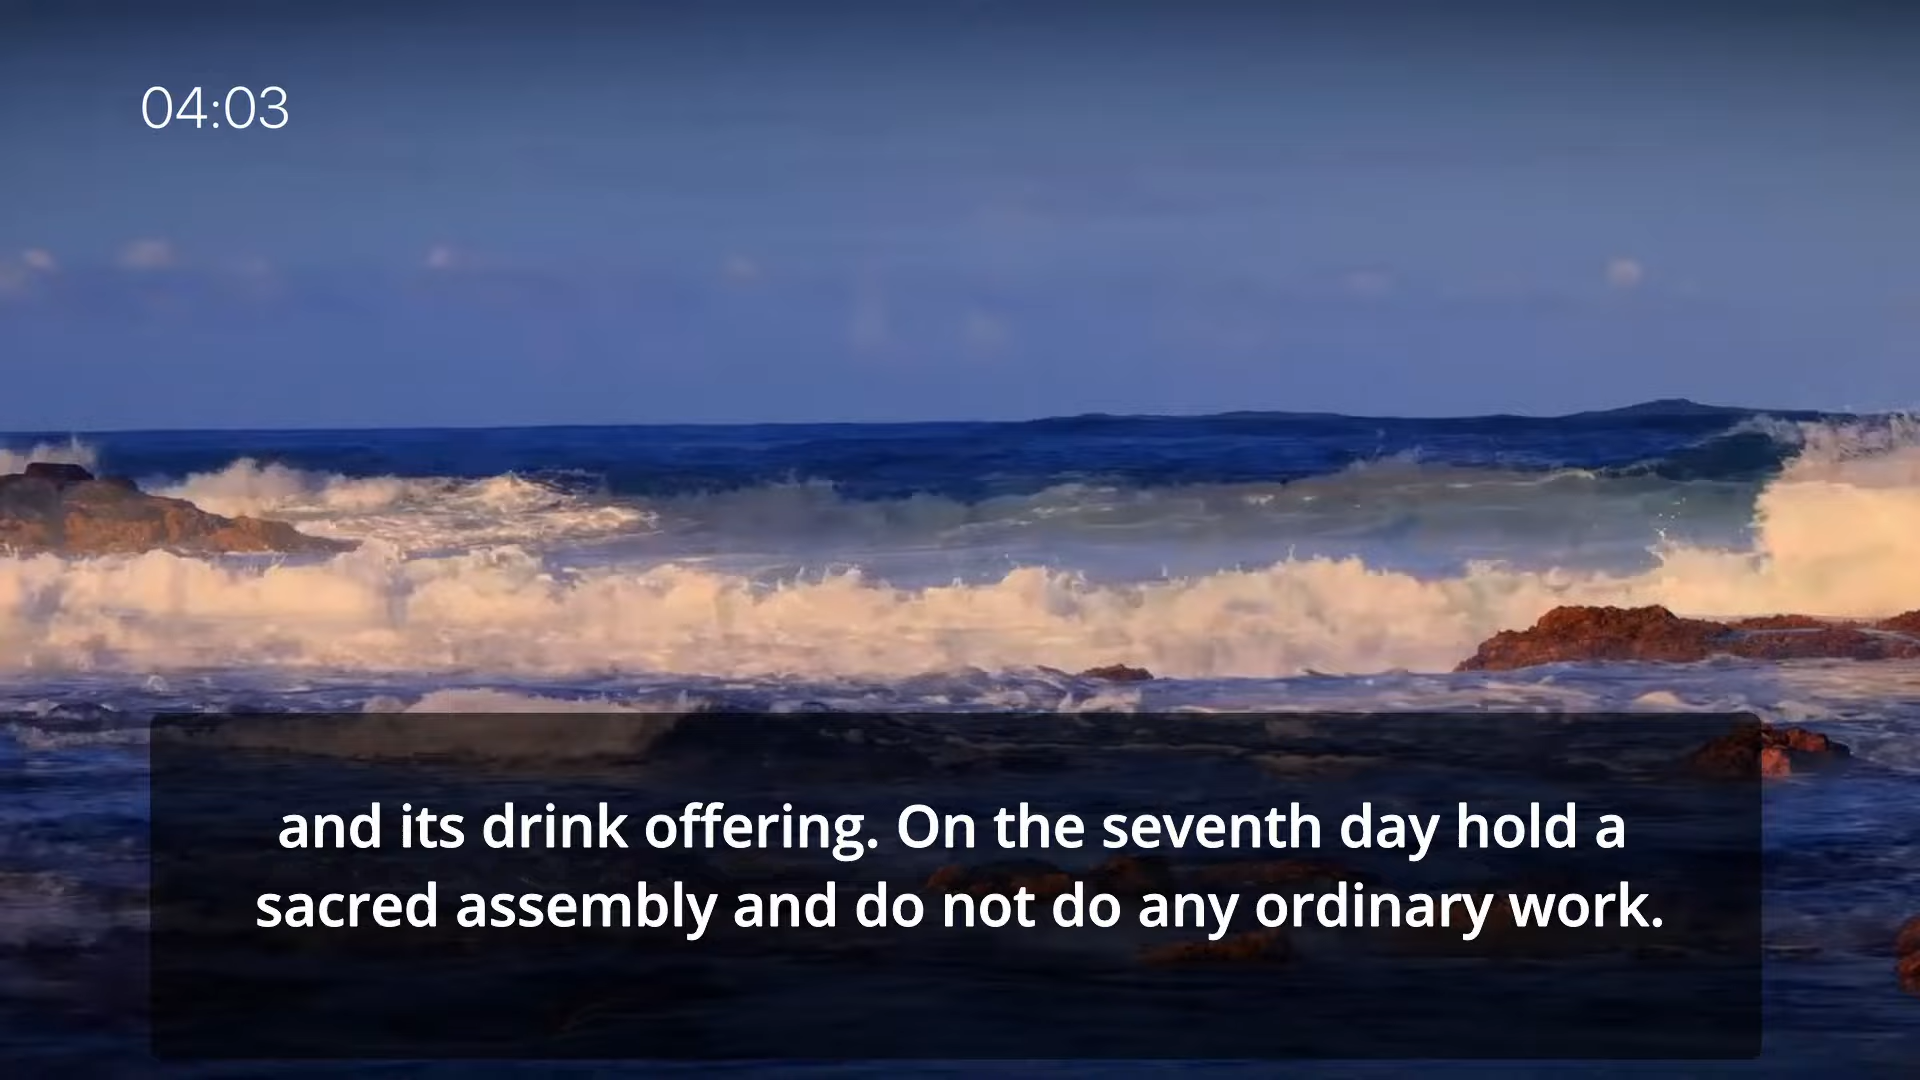 04:03
and its drink offering. On the seventh day hold a
sacred assembly and do not do any ordinary work.